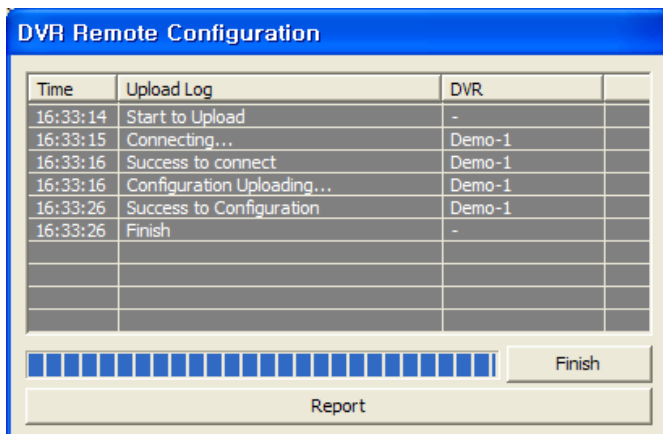 DVR Remote Configuration
Time Upload Log DVR
16:33:14 Start to Upload -
16:33:15 Connecting... Demo-1
16:33:16 Success to connect Demo-1
16:33:16 Configuration Uploading... Demo-1
16:33:26 Success to Configuration Demo-1
16:33:26 Finish -
Finish
Report